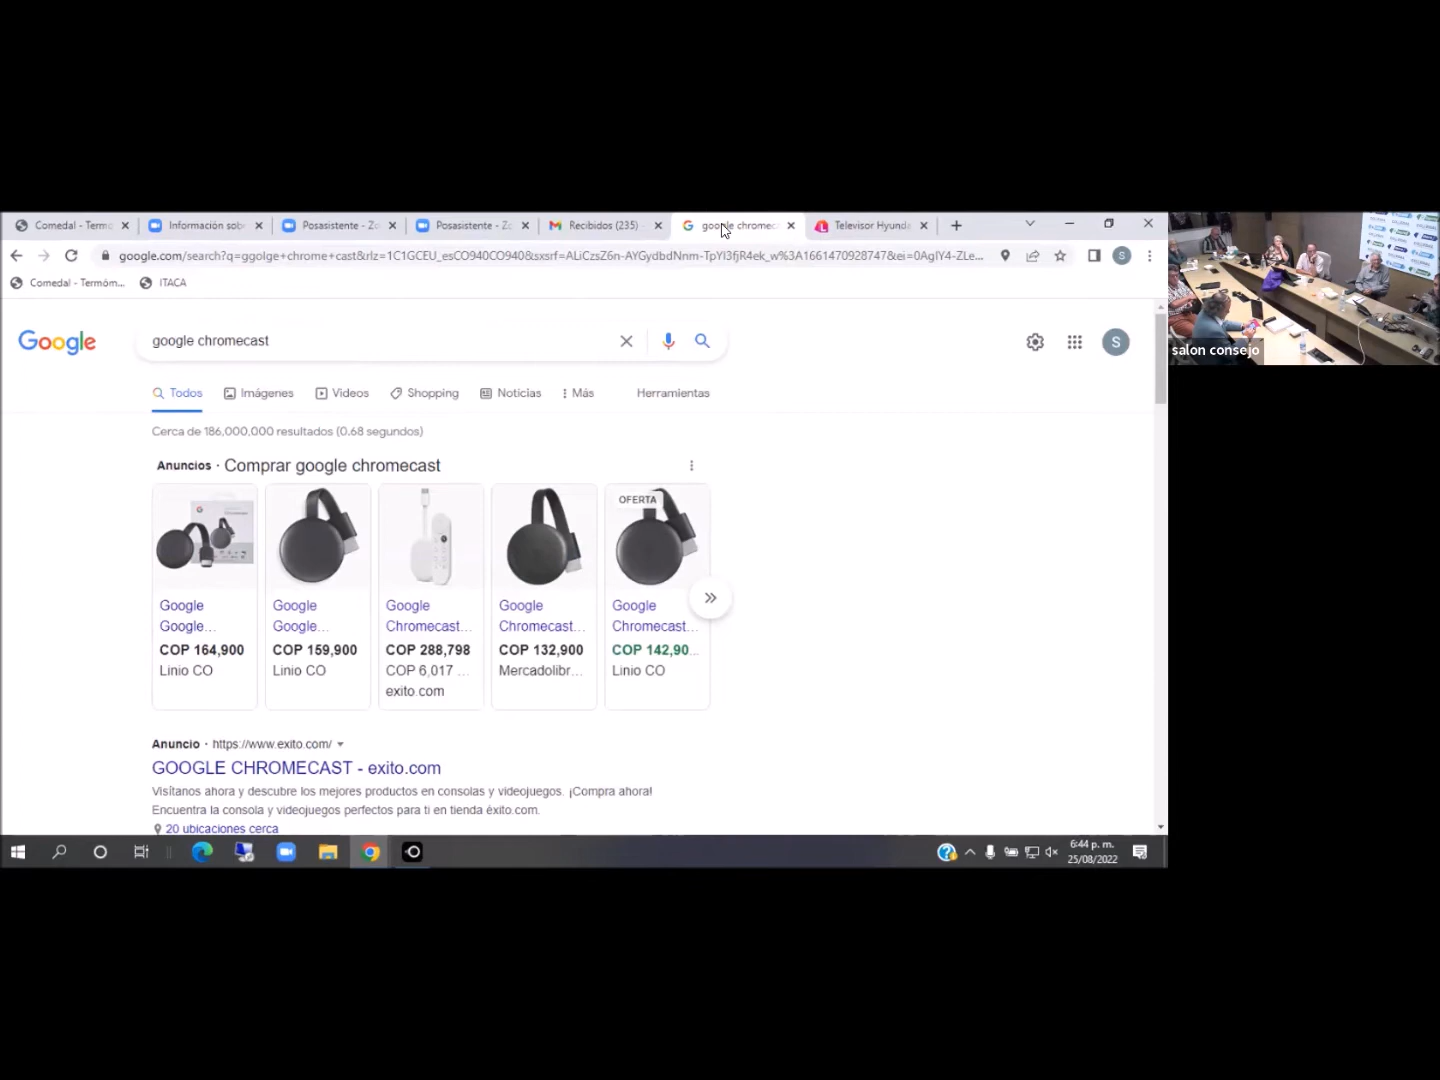 Comedal - Termó
Información sob
Posasistente - Zo
Posasistente - Zo
Recibidos (235)
google chromec
Televisor Hyunda
google.com/search?q=ggolge+chrome+cast&rlz=1C1GCEU_esCO940CO940&sxsrf=ALiCzsZ6n-AYGydbdNnm-TpYl3fjR4ek_w%3A1661470928747&ei=0AgIY4-ZLe...
S
Comedal - Termóm...
ITACA
Google
google chromecast
S
Todos
Imágenes
Videos
Shopping
Noticias
Más
Herramientas
Cerca de 186,000,000 resultados (0.68 segundos)
Anuncios · Comprar google chromecast
OFERTA
Google
Google...
COP 164,900
Linio CO
Google
Google...
COP 159,900
Linio CO
Google
Chromecast...
COP 288,798
COP 6,017 ...
exito.com
Google
Chromecast...
COP 132,900
Mercadolibr...
Google
Chromecast...
COP 142,90...
Linio CO
Anuncio · https://www.exito.com/
GOOGLE CHROMECAST - exito.com
Visítanos ahora y descubre los mejores productos en consolas y videojuegos. ¡Compra ahora!
Encuentra la consola y videojuegos perfectos para ti en tienda éxito.com.
20 ubicaciones cerca
6:44 p. m.
25/08/2022
salon consejo